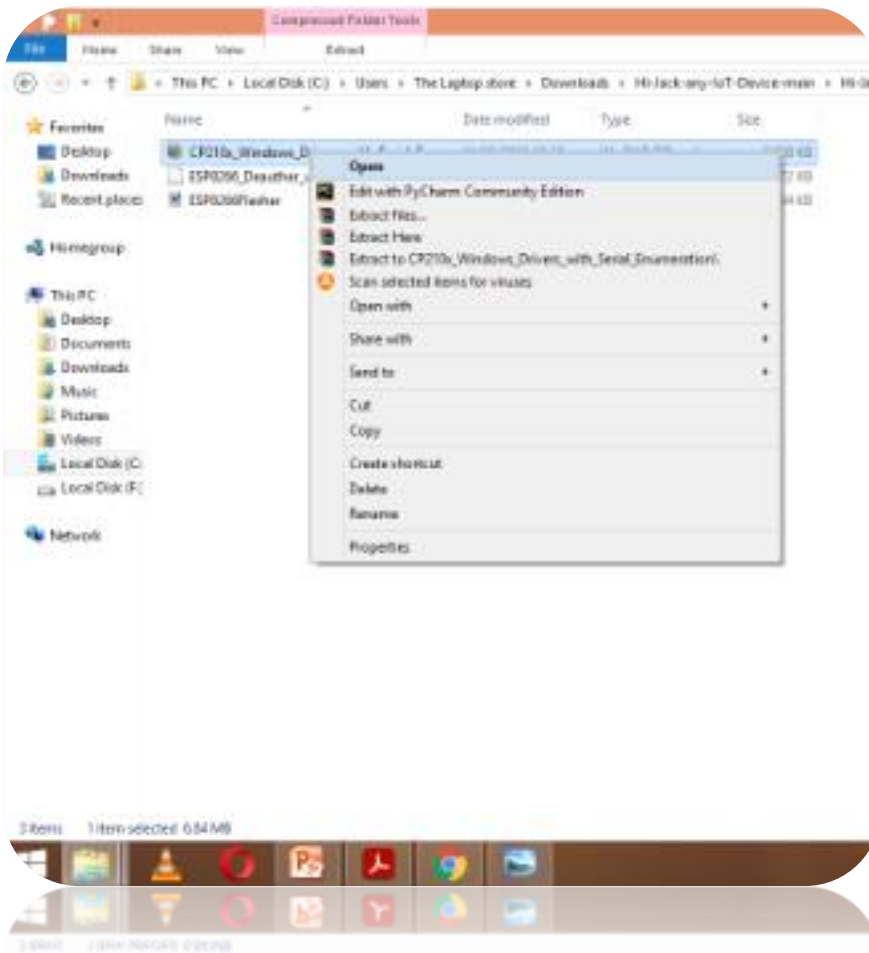 Compressed Folder Tools
File Home Share View Extract
This PC Local Disk (C:) Users The Laptop store Downloads Hi-Jack-any-IoT-Device-main
Name Date modified Type Size
Favorites
Desktop
Downloads
Recent places
Homegroup
This PC
Desktop
Documents
Downloads
Music
Pictures
Videos
Local Disk (C:
Local Disk (F:
Network
CP210x_Windows_D
ESP8266_Deauther_
ESP8266Flasher
Open
Edit with PyCharm Community Edition
Extract files...
Extract Here
Extract to CP210x_Windows_Drivers_with_Serial_Enumeration\
Scan selected items for viruses
Open with
Share with
Send to
Cut
Copy
Create shortcut
Delete
Rename
Properties
3 items 1 item selected 6.84 MB